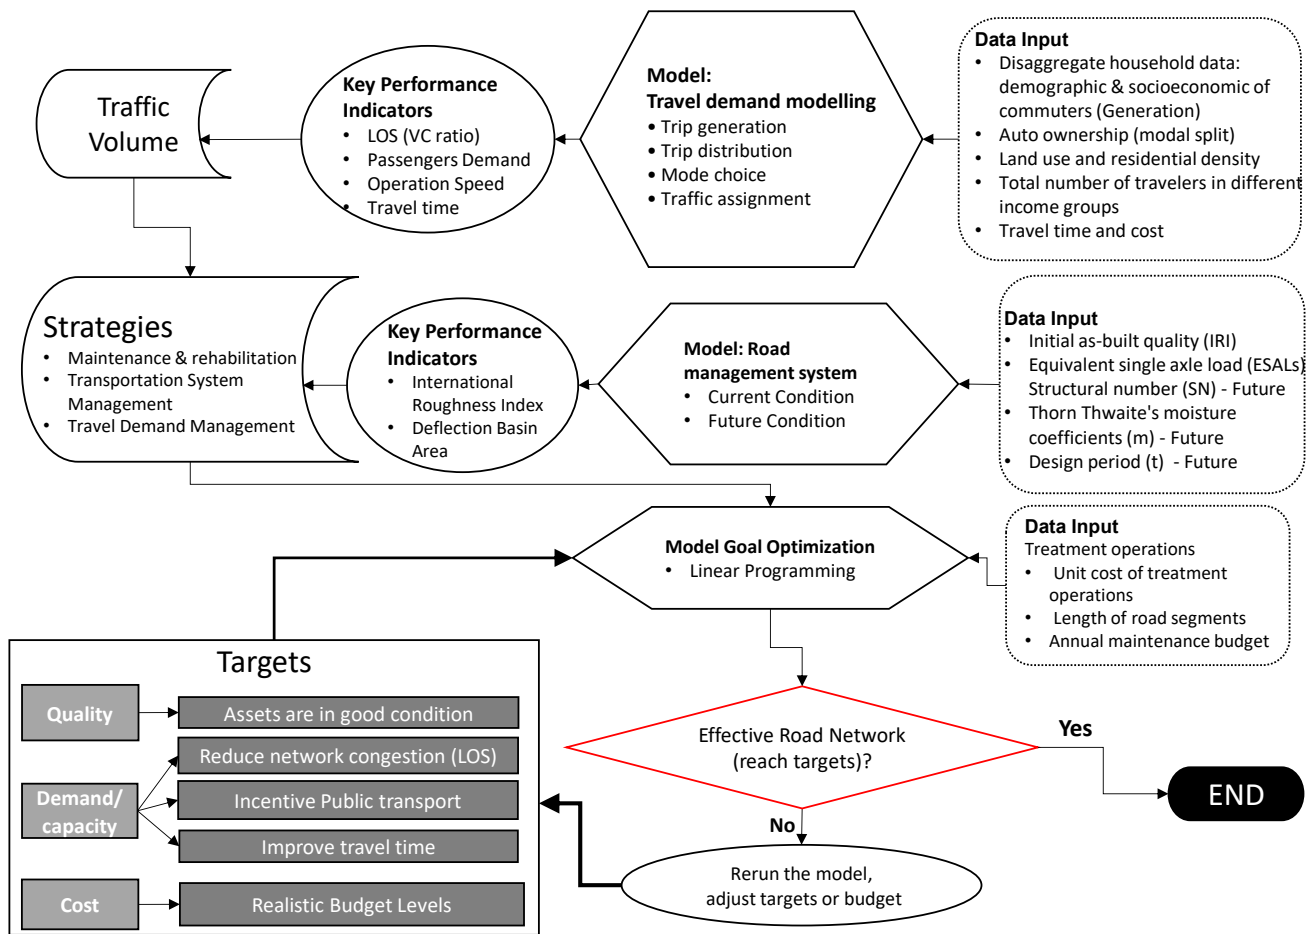 Traffic
Volume
Key Performance
Indicators
• LOS (VC ratio)
• Passengers Demand
• Operation Speed
• Travel time
Model:
Travel demand modelling
• Trip generation
• Trip distribution
• Mode choice
• Traffic assignment
Data Input
• Disaggregate household data:
demographic & socioeconomic of
commuters (Generation)
• Auto ownership (modal split)
• Land use and residential density
• Total number of travelers in different
income groups
• Travel time and cost
Strategies
• Maintenance & rehabilitation
• Transportation System
Management
• Travel Demand Management
Key Performance
Indicators
• International
Roughness Index
• Deflection Basin
Area
Model: Road
management system
• Current Condition
• Future Condition
Data Input
• Initial as-built quality (IRI)
• Equivalent single axle load (ESALs)
Structural number (SN) - Future
• Thorn Thwaite's moisture
coefficients (m) - Future
• Design period (t) - Future
Model Goal Optimization
• Linear Programming
Data Input
Treatment operations
• Unit cost of treatment
operations
• Length of road segments
• Annual maintenance budget
Targets
Quality
Assets are in good condition
Demand/
capacity
Reduce network congestion (LOS)
Incentive Public transport
Improve travel time
Cost
Realistic Budget Levels
Effective Road Network
(reach targets)?
Yes
END
No
Rerun the model,
adjust targets or budget